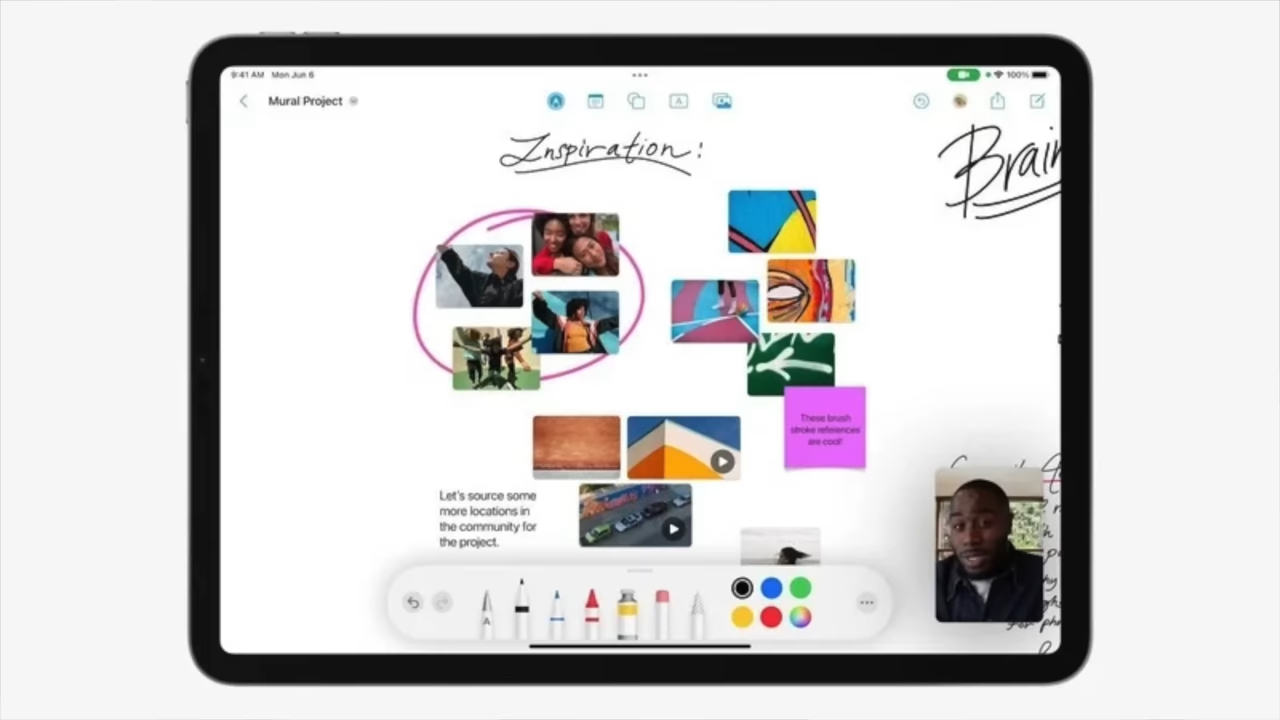 9:41 AM Mon Jun 6
100%
Mural Project
A
Inspiration:
Brain
These brush
stroke references
are cool!
Let's source some
more locations in
the community for
the project.
A